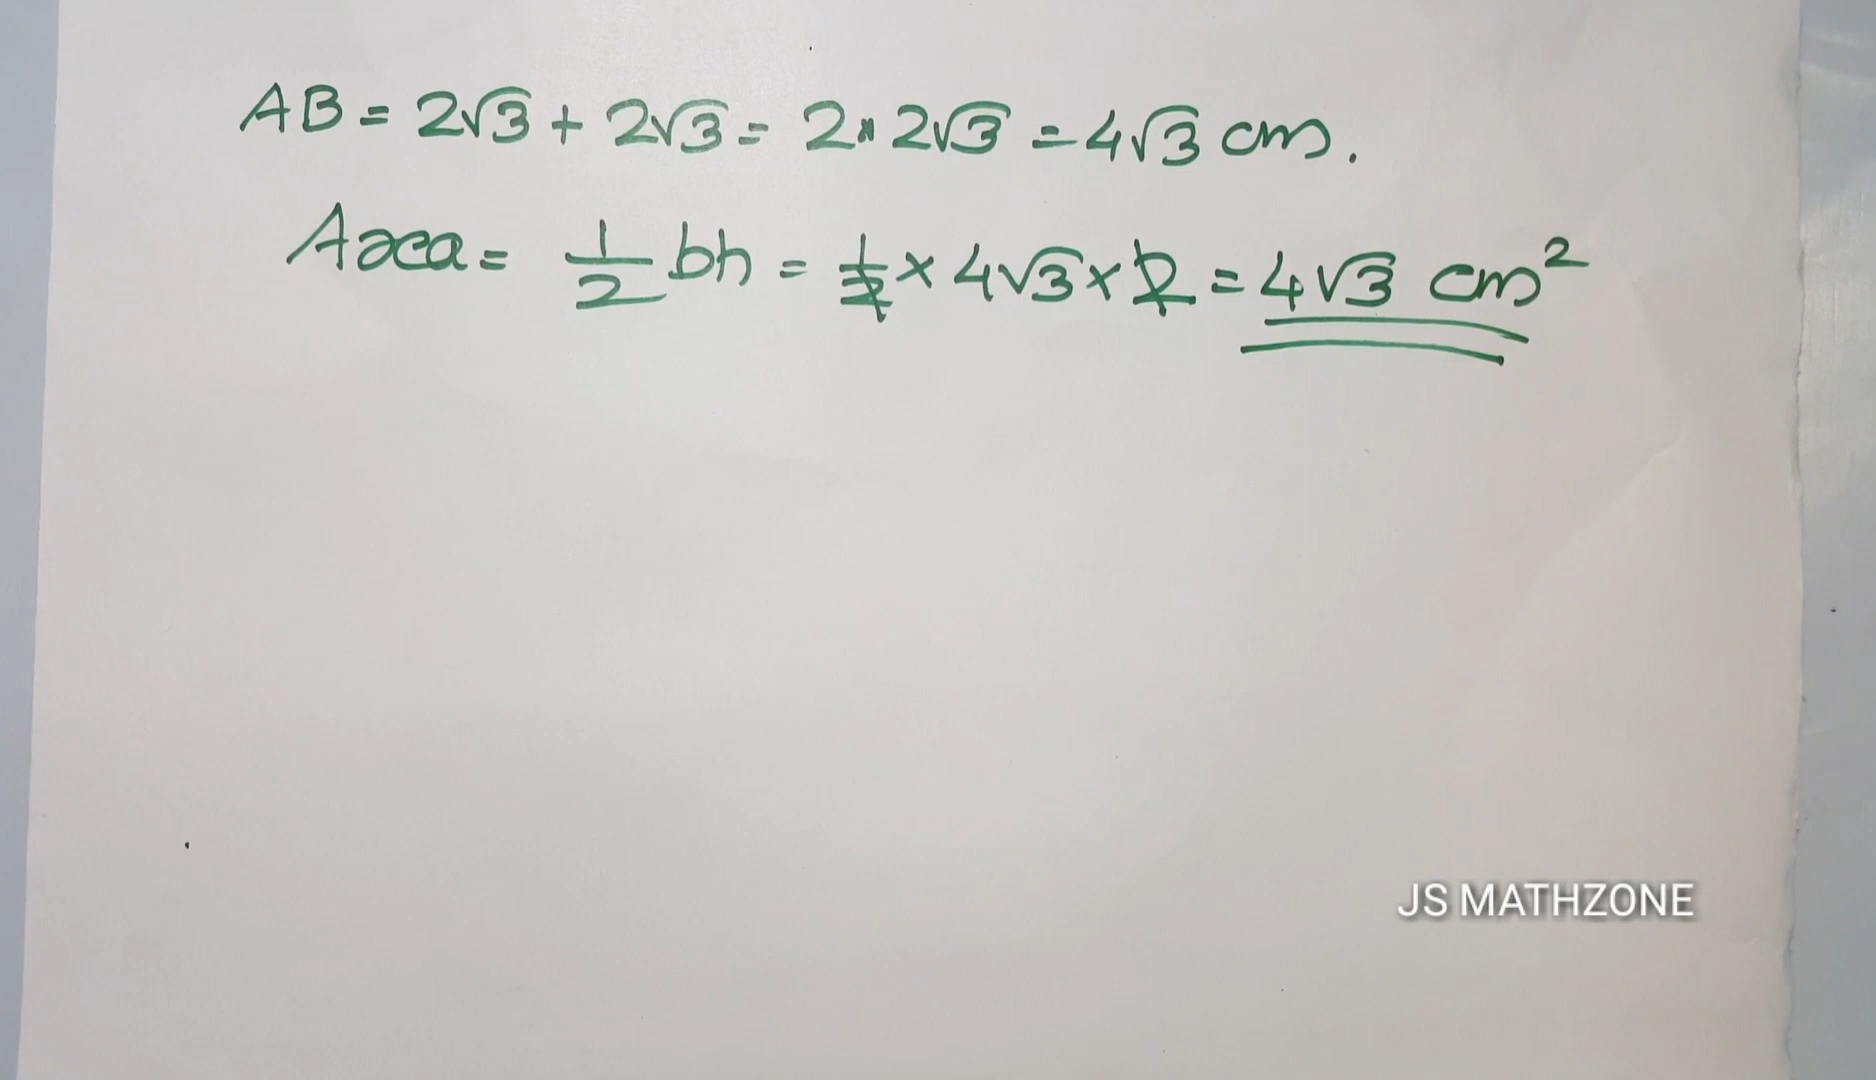 AB = 2√3 + 2√3 = 2 × 2√3 = 4√3 cm.
Area = 1/2 bh = 1/2 × 4√3 × 2 = 4√3 cm²
JS MATHZONE